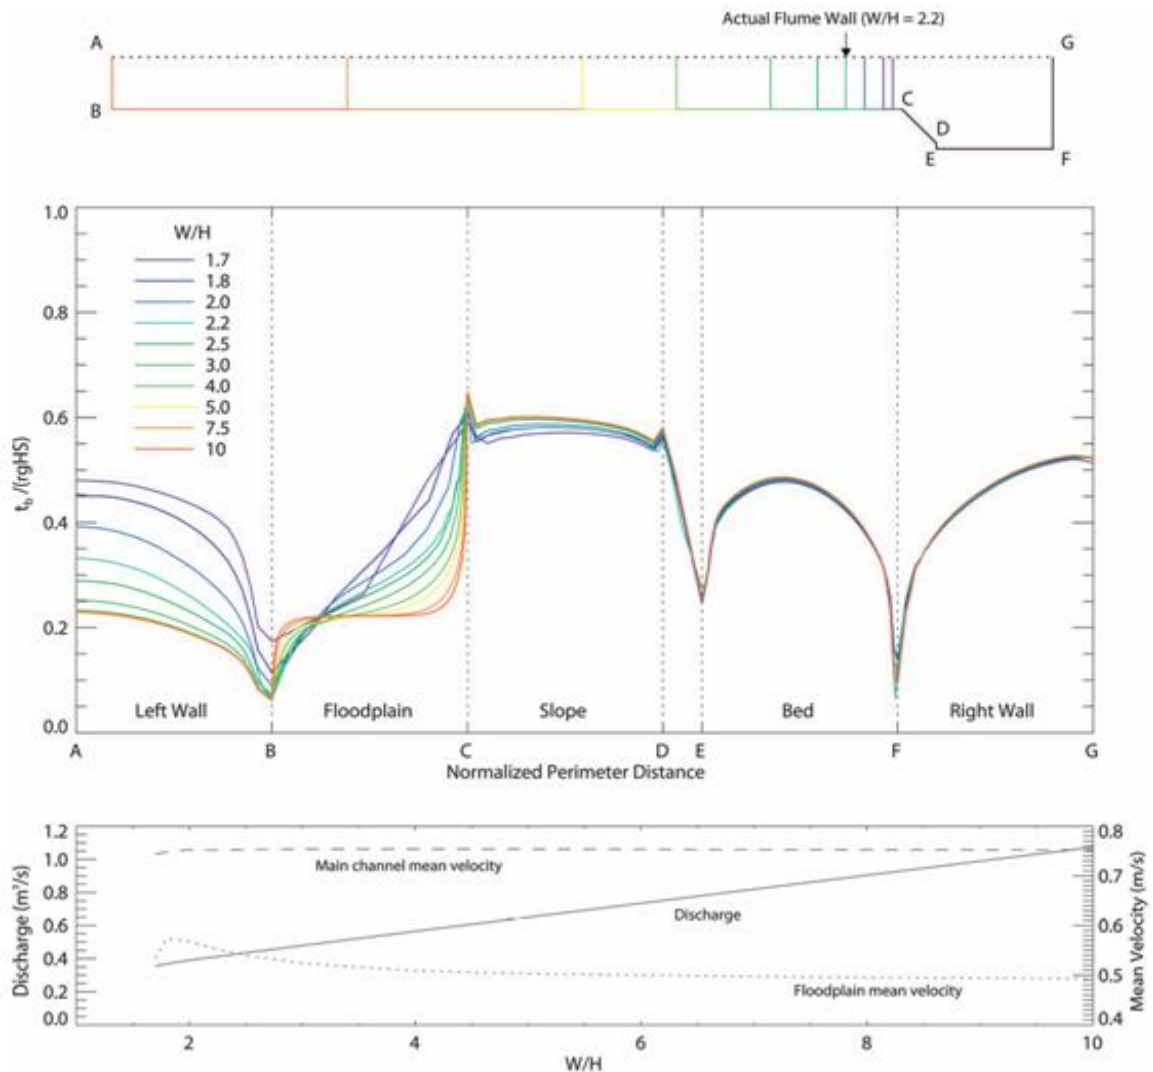 Actual Flume Wall (W/H = 2.2)
A
G
B
C
D
E
F
1.0
0.8
0.6
0.4
0.2
0.0
t_b /(rgHS)
W/H
1.7
1.8
2.0
2.2
2.5
3.0
4.0
5.0
7.5
10
Left Wall
Floodplain
Slope
Bed
Right Wall
A
B
C
D
E
F
G
Normalized Perimeter Distance
1.2
1.0
0.8
0.6
0.4
0.2
0.0
Discharge (m³/s)
Main channel mean velocity
Discharge
Floodplain mean velocity
0.8
0.7
0.6
0.5
0.4
Mean Velocity (m/s)
2
4
6
8
10
W/H